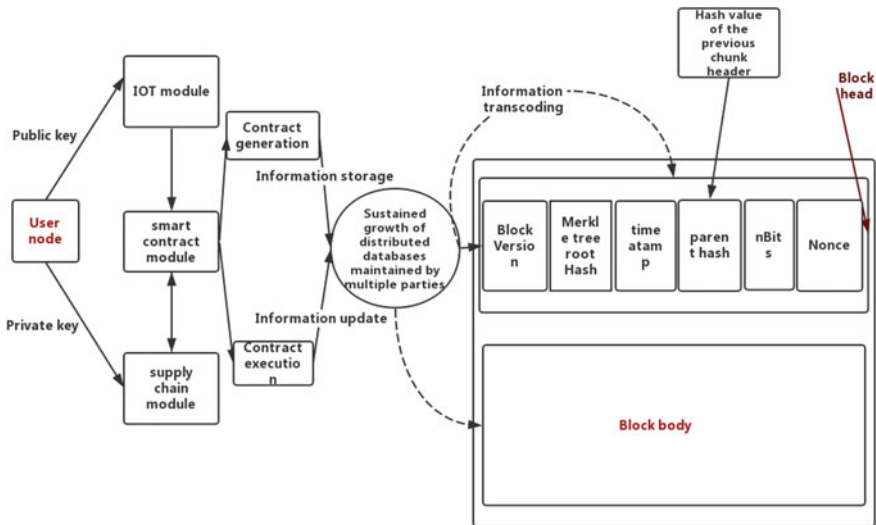 Hash value
of the
previous
chunk
header
Block
head
IOT module
Information
transcoding
Public key
Contract
generation
Information storage
User
node
smart
contract
module
Sustained
growth of
distributed
databases
maintained by
multiple parties
Block
Versio
n
Merkl
e tree
root
Hash
time
atam
p
paren
t hash
nBit
s
Nonce
Information update
Private key
Contract
executio
n
supply
chain
module
Block body